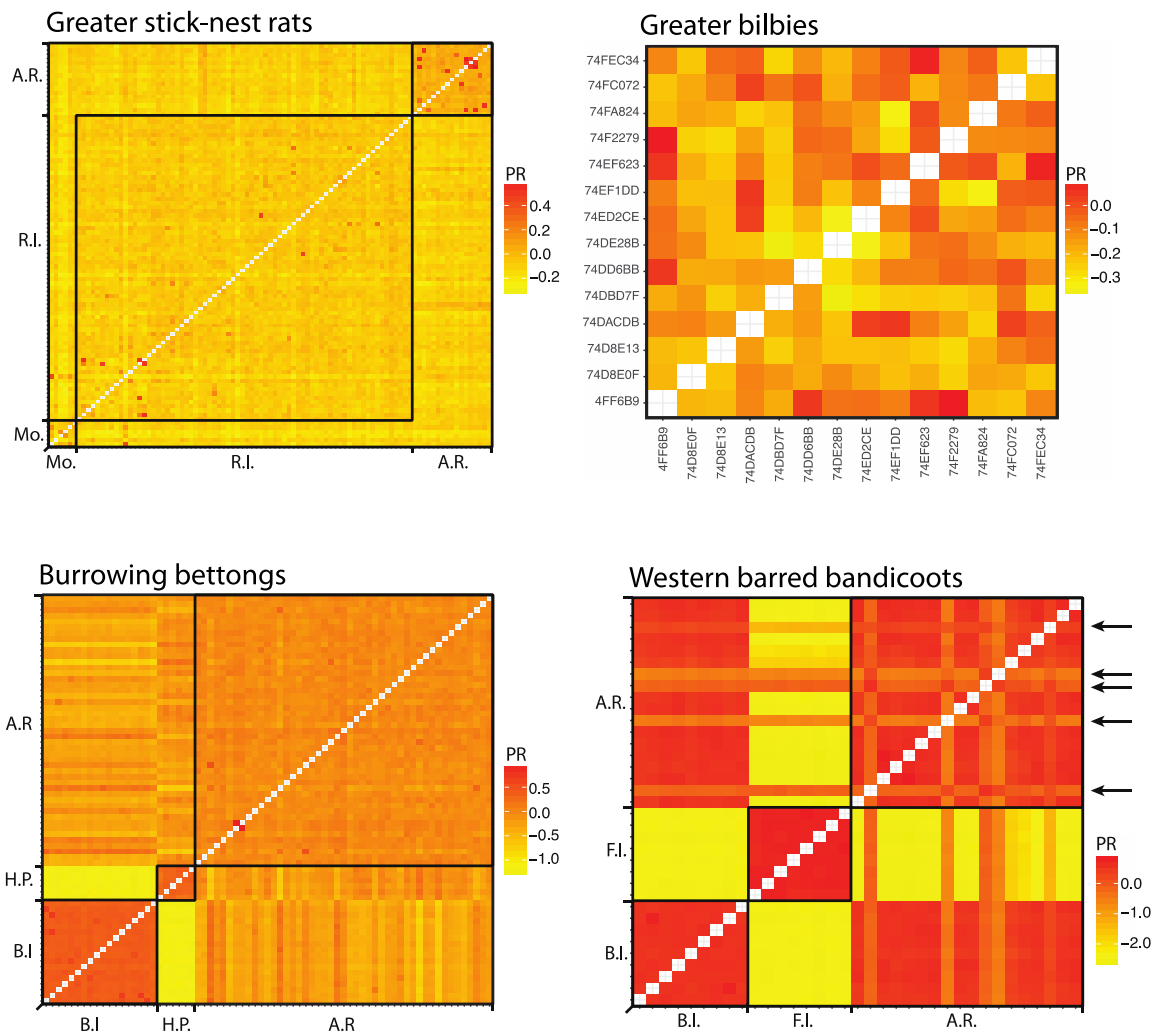 Greater stick-nest rats
A.R.
R.I.
Mo.
Mo.
R.I.
A.R.
PR
0.4
0.2
0.0
−0.2
Greater bilbies
74FEC34
74FC072
74FA824
74F2279
74EF623
74EF1DD
74ED2CE
74DE28B
74DD6BB
74DBD7F
74DACDB
74D8E13
74D8E0F
4FF6B9
4FF6B9
74D8E0F
74D8E13
74DACDB
74DBD7F
74DD6BB
74DE28B
74ED2CE
74EF1DD
74EF623
74F2279
74FA824
74FC072
74FEC34
PR
0.0
−0.1
−0.2
−0.3
Burrowing bettongs
A.R
H.P.
B.I
B.I
H.P.
A.R
PR
0.5
0.0
−0.5
−1.0
Western barred bandicoots
A.R.
F.I.
B.I.
B.I.
F.I.
A.R.
PR
0.0
−1.0
−2.0